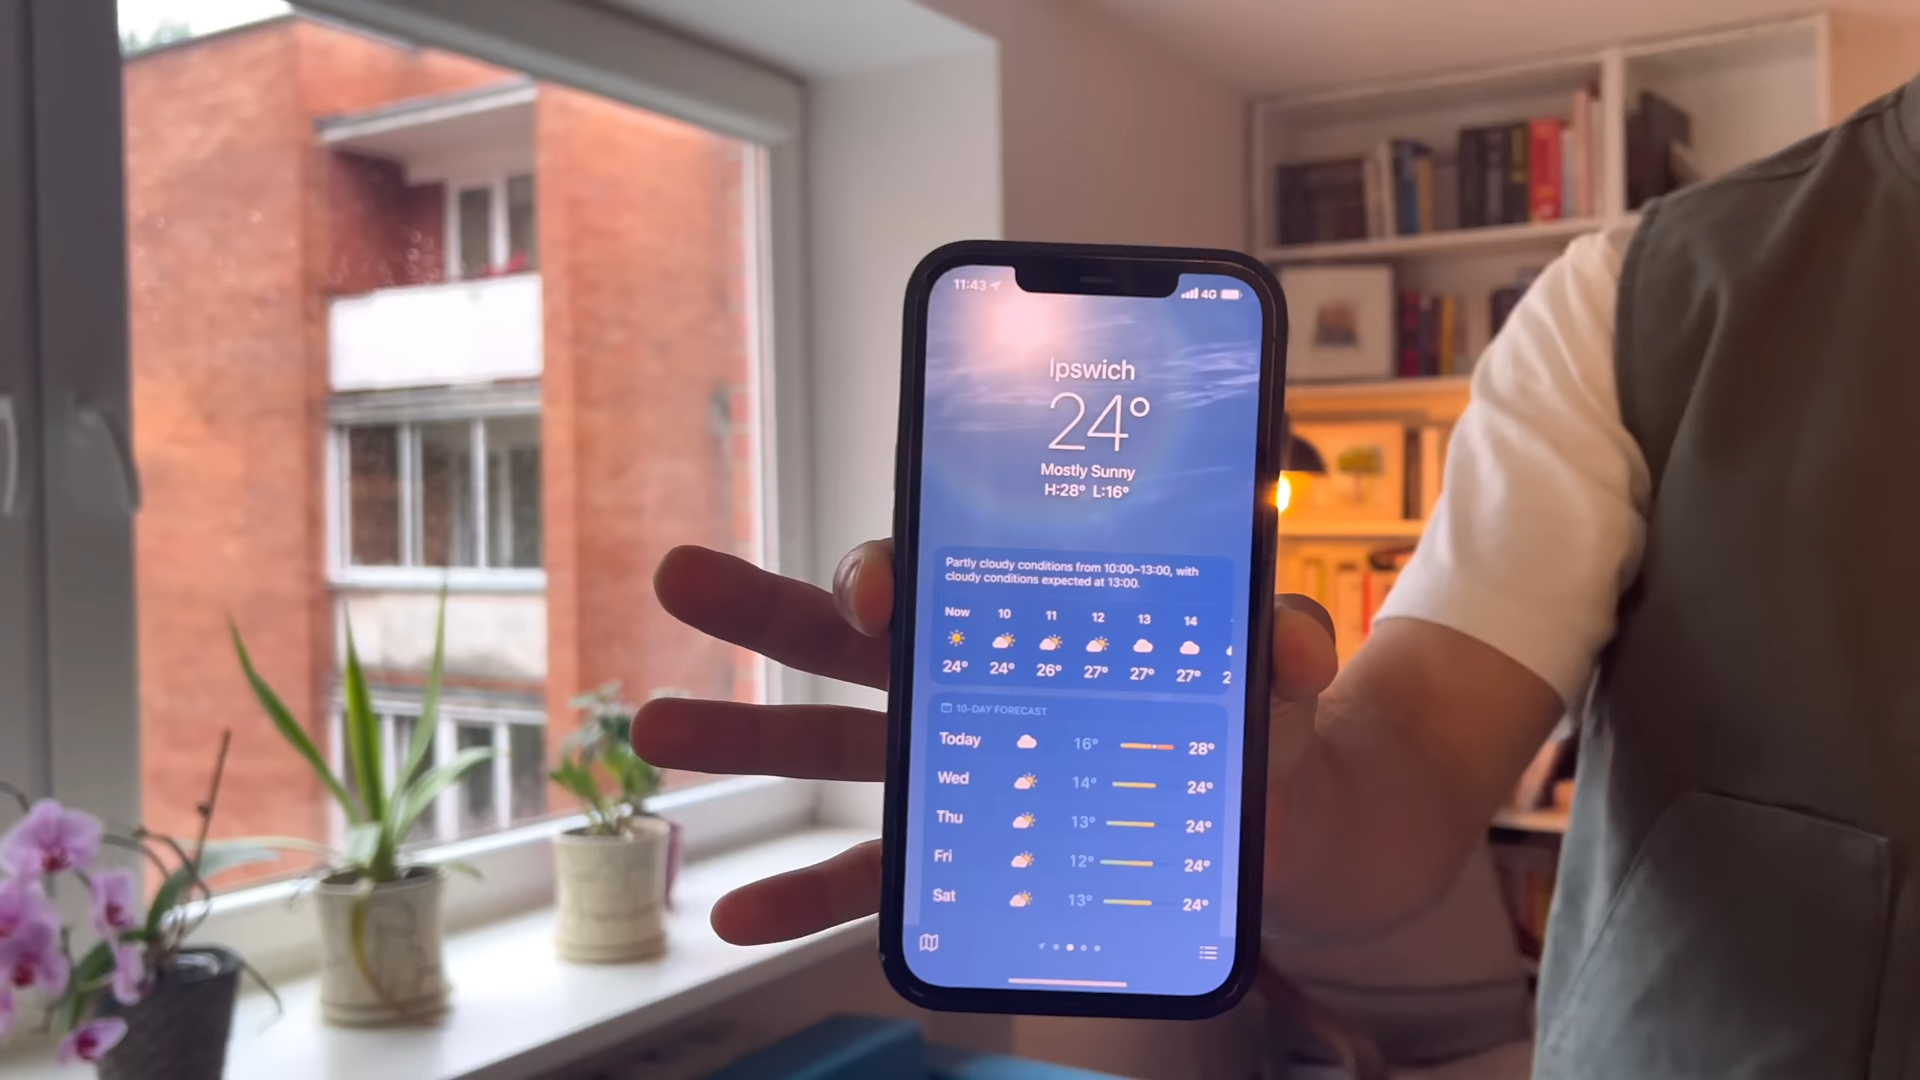 11:43 4G
Ipswich
24°
Mostly Sunny
H:28° L:16°
Partly cloudy conditions from 10:00–13:00, with
cloudy conditions expected at 13:00.
Now 10 11 12 13 14
24° 24° 26° 27° 27° 27° 2
10-DAY FORECAST
Today 16° 28°
Wed 14° 24°
Thu 13° 24°
Fri 12° 24°
Sat 13° 24°